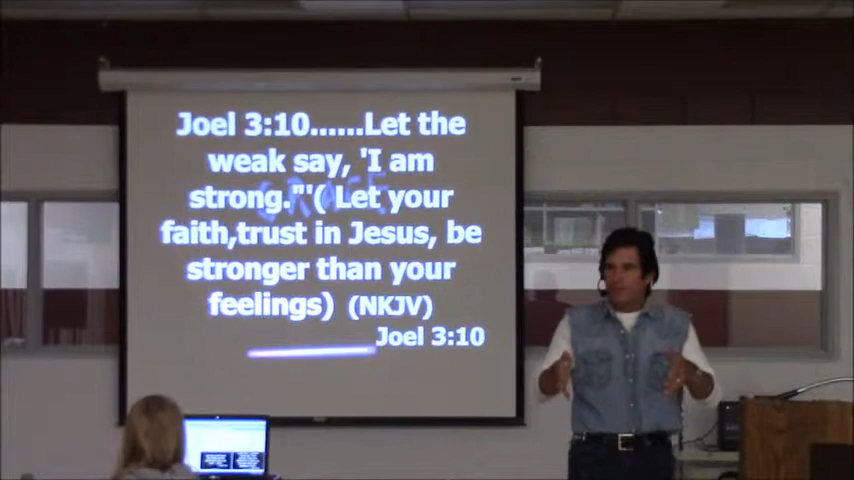 Joel 3:10......Let the
weak say, 'I am
strong."'( Let your
faith,trust in Jesus, be
stronger than your
feelings) (NKJV)
Joel 3:10
GRACE